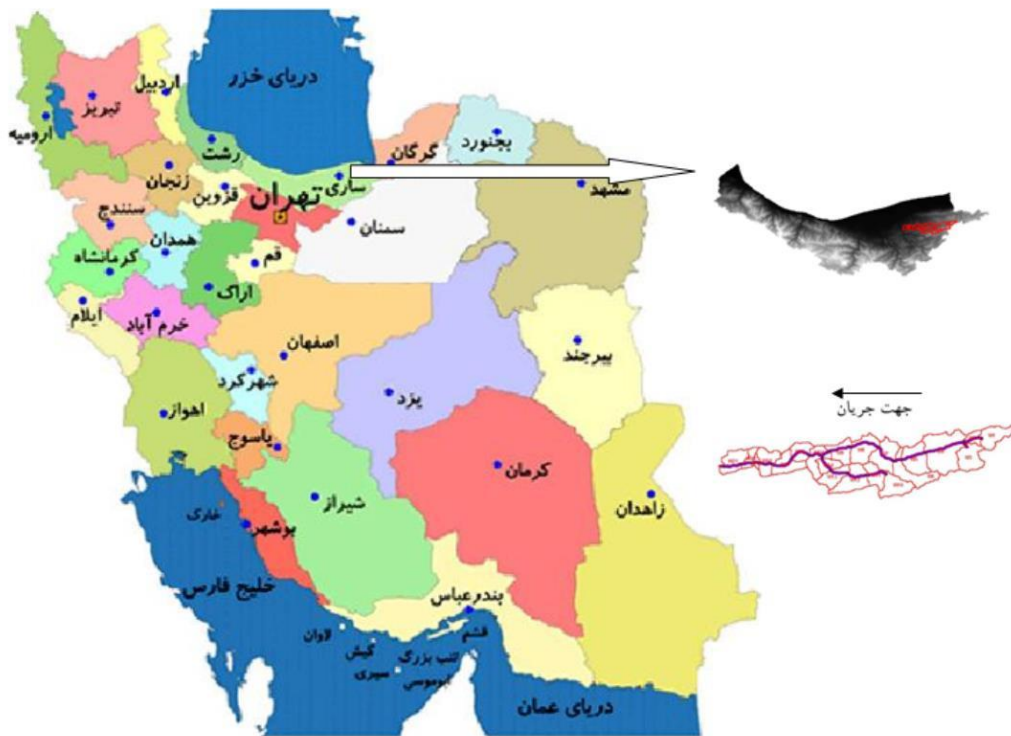 دریای خزر
اردبیل
تبریز
ارومیه
رشت
گرگان
بجنورد
ساری
مشهد
زنجان
قزوین
تهران
سمنان
سنندج
همدان
قم
کرمانشاه
اراک
ایلام
خرم آباد
اصفهان
بیرجند
شهرکرد
یزد
اهواز
جهت جریان
یاسوج
کرمان
زاهدان
شیراز
خارک
بوشهر
خلیج فارس
بندرعباس
قشم
لاوان
کیش
سیری
تنب بزرگ
ابوموسی
دریای عمان